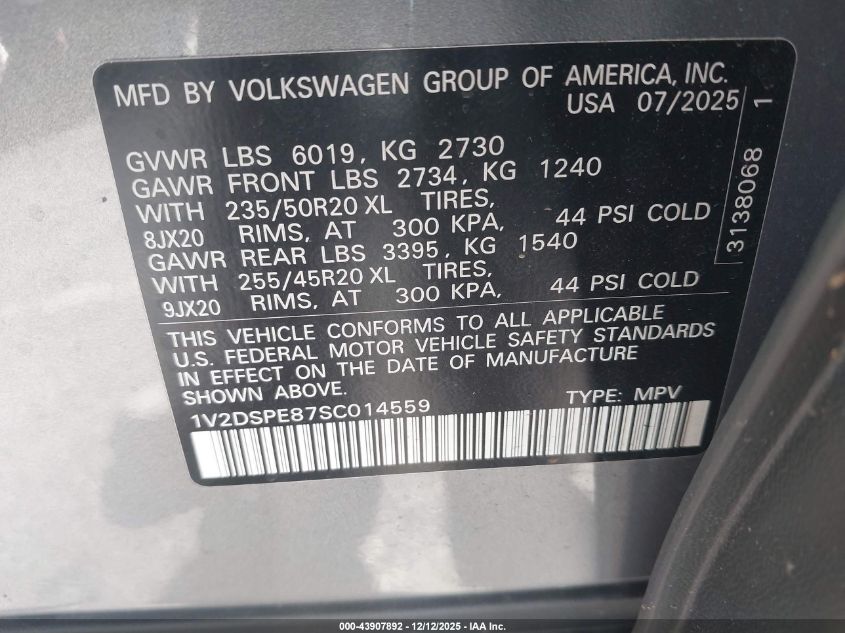 MFD BY VOLKSWAGEN GROUP OF AMERICA, INC.
USA 07/2025
GVWR LBS 6019, KG 2730
GAWR FRONT LBS 2734, KG 1240
WITH 235/50R20 XL TIRES,
8JX20 RIMS, AT 300 KPA, 44 PSI COLD
GAWR REAR LBS 3395, KG 1540
WITH 255/45R20 XL TIRES,
9JX20 RIMS, AT 300 KPA, 44 PSI COLD
THIS VEHICLE CONFORMS TO ALL APPLICABLE
U.S. FEDERAL MOTOR VEHICLE SAFETY STANDARDS
IN EFFECT ON THE DATE OF MANUFACTURE
SHOWN ABOVE.
1V2DSPE87SC014559 TYPE: MPV
3138068 1
000-43907892 - 12/12/2025 - IAA Inc.